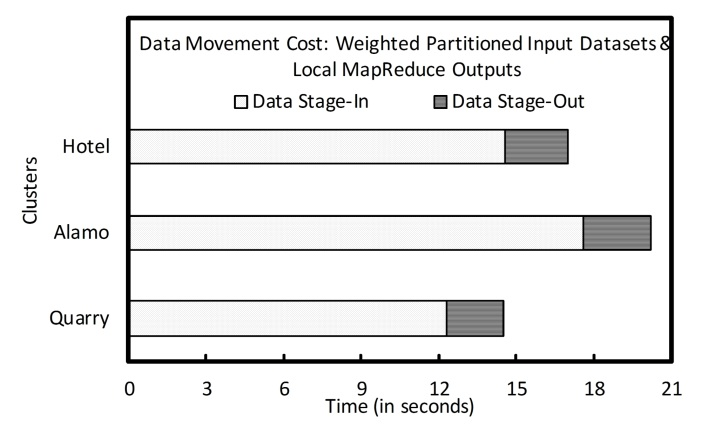 Data Movement Cost: Weighted Partitioned Input Datasets &
Local MapReduce Outputs
Data Stage-In Data Stage-Out
Clusters
Hotel
Alamo
Quarry
0 3 6 9 12 15 18 21
Time (in seconds)